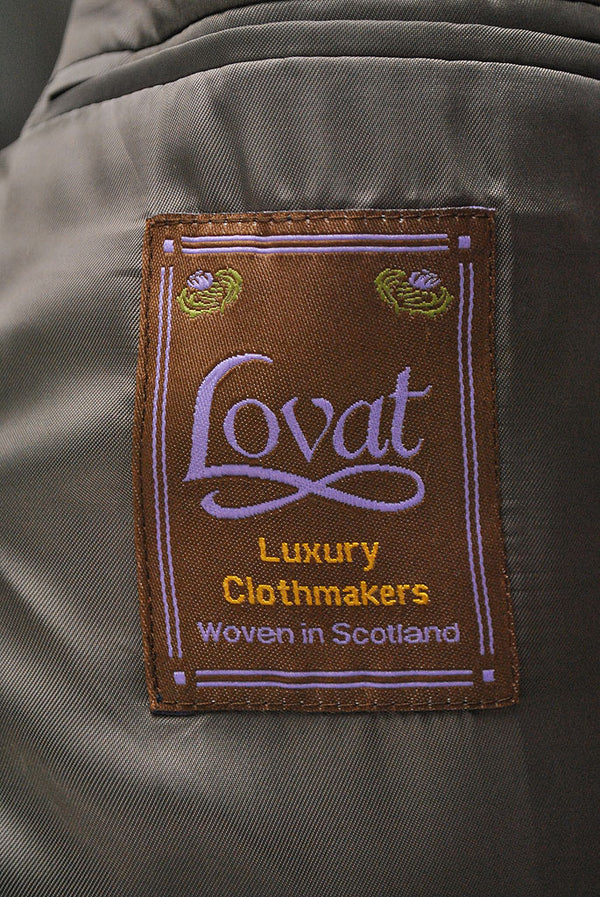 Lovat
Luxury
Clothmakers
Woven in Scotland